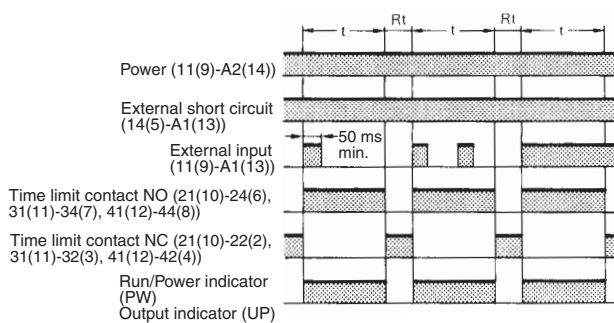 t Rt t Rt t
Power (11(9)-A2(14))
External short circuit
(14(5)-A1(13))
50 ms
min.
External input
(11(9)-A1(13))
Time limit contact NO (21(10)-24(6),
31(11)-34(7), 41(12)-44(8))
Time limit contact NC (21(10)-22(2),
31(11)-32(3), 41(12)-42(4))
Run/Power indicator
(PW)
Output indicator (UP)